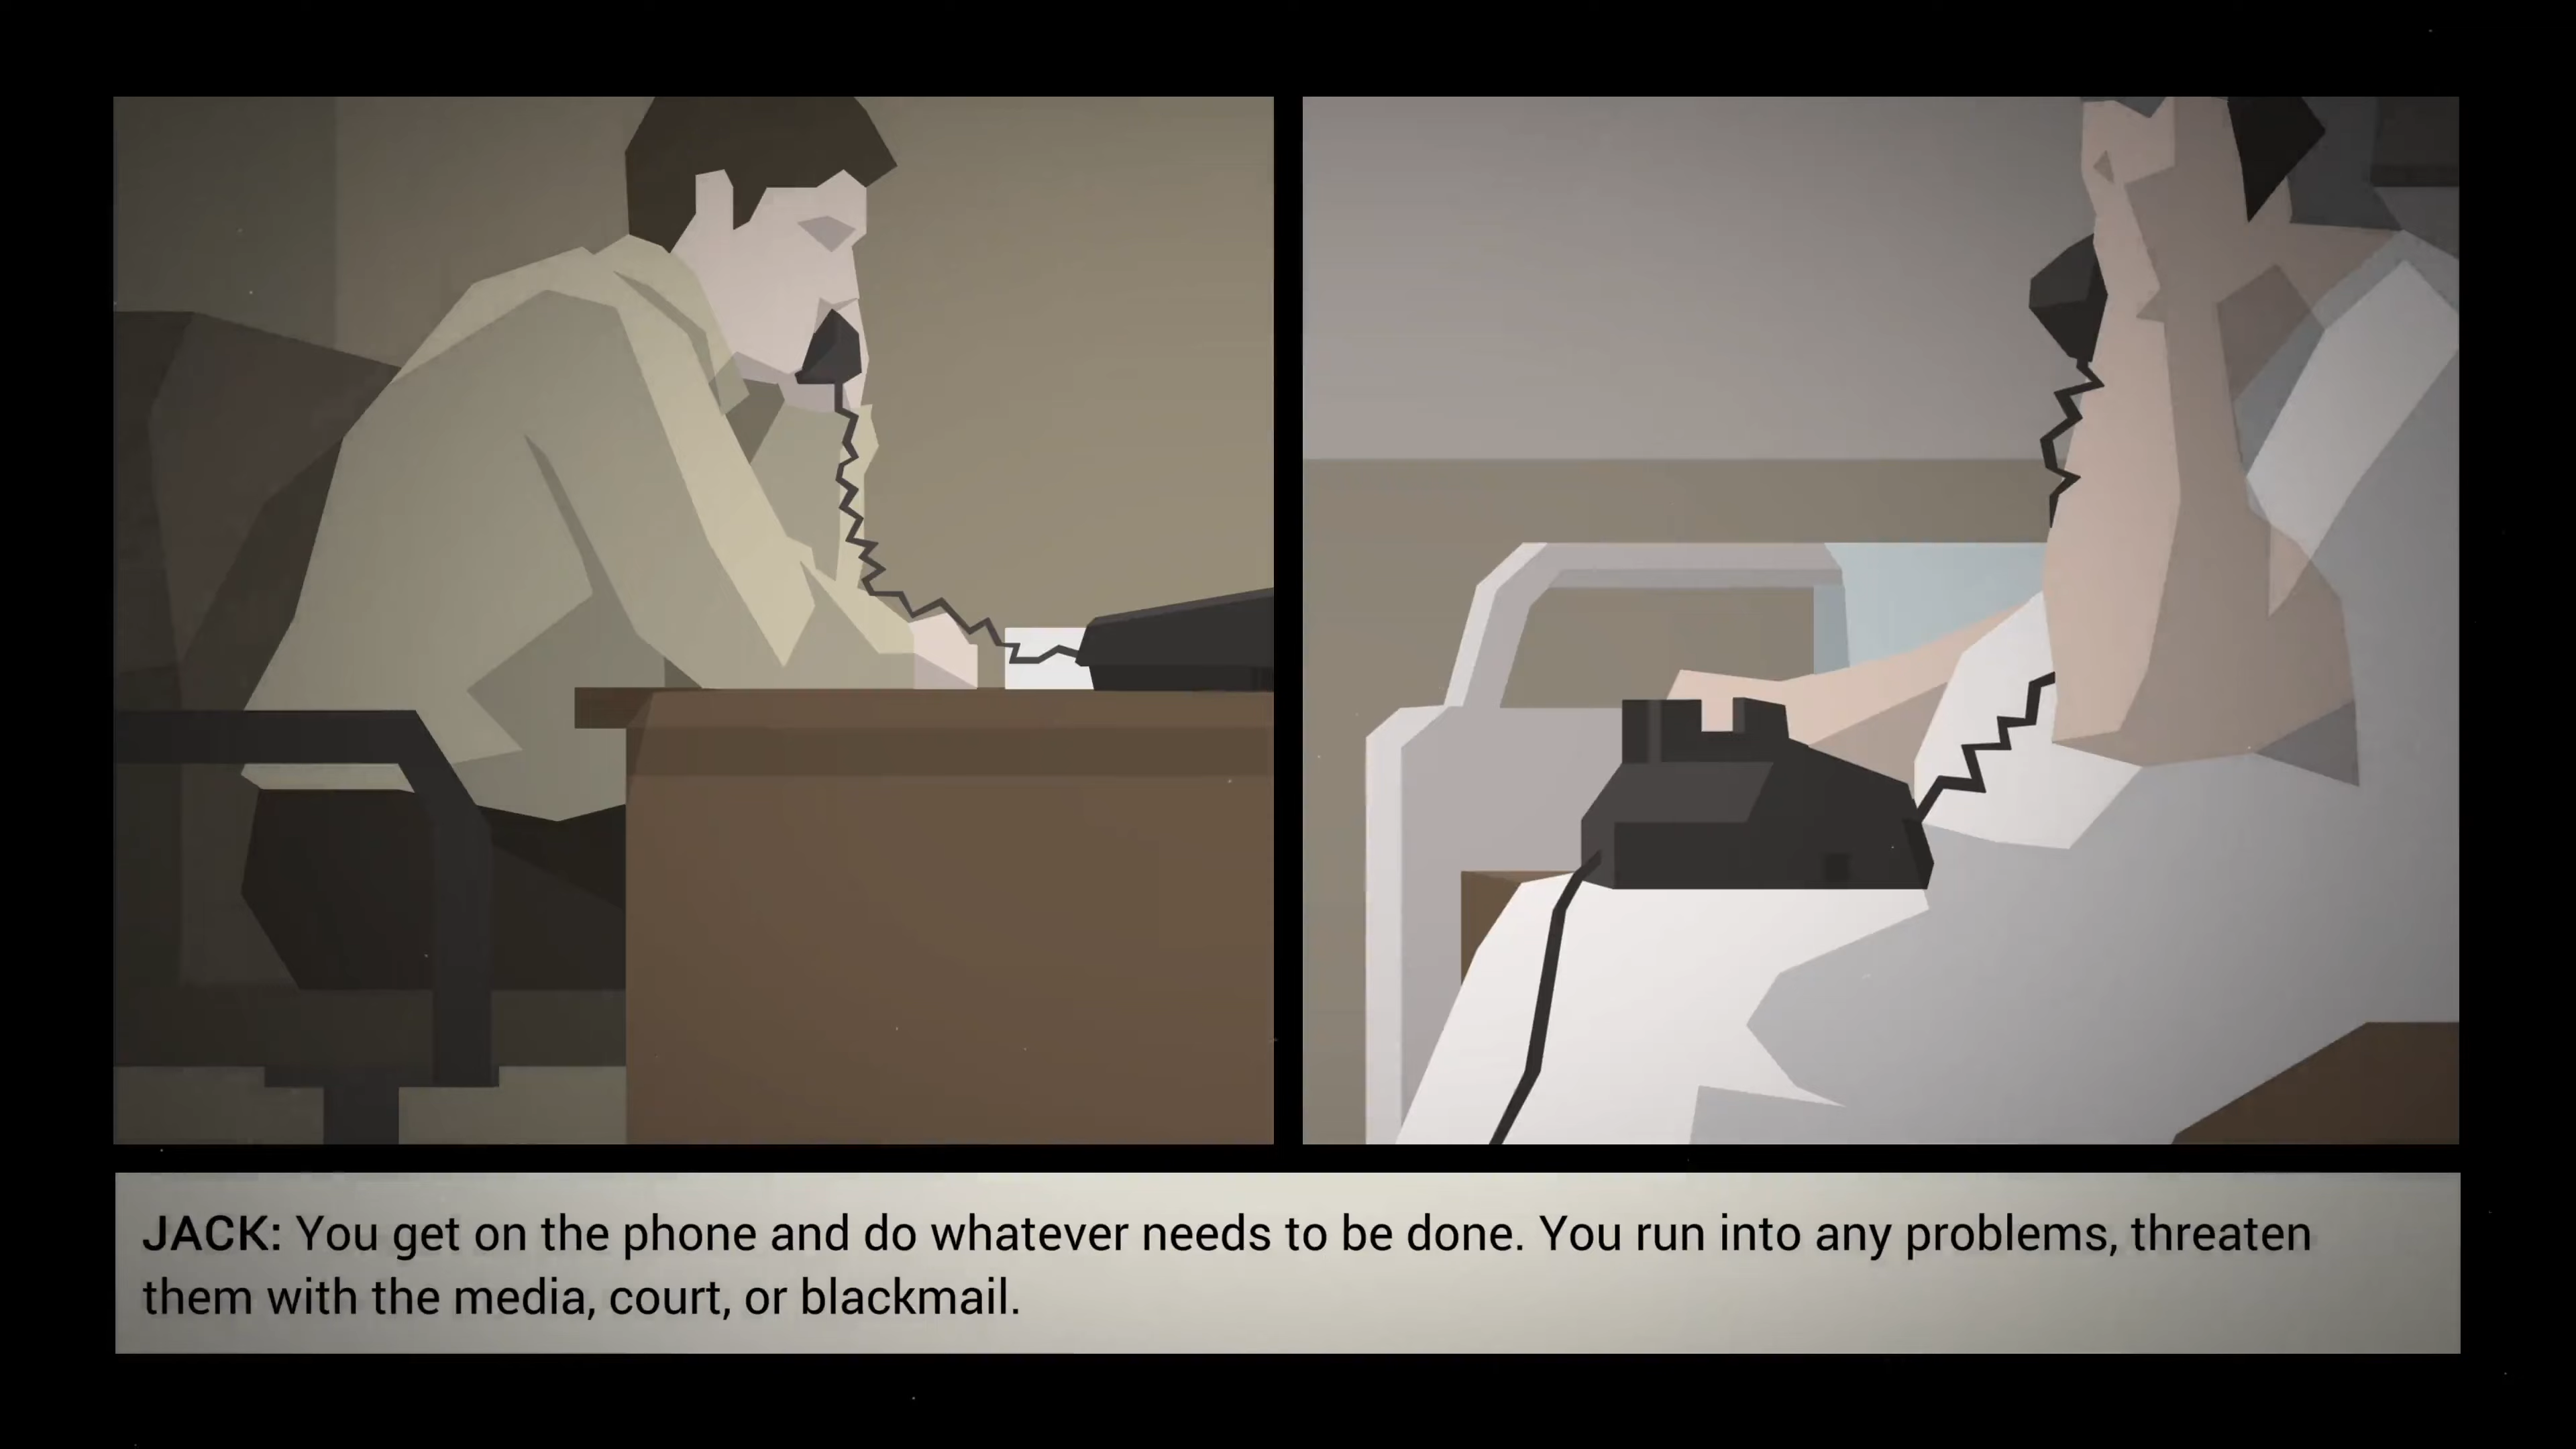 JACK: You get on the phone and do whatever needs to be done. You run into any problems, threaten
them with the media, court, or blackmail.